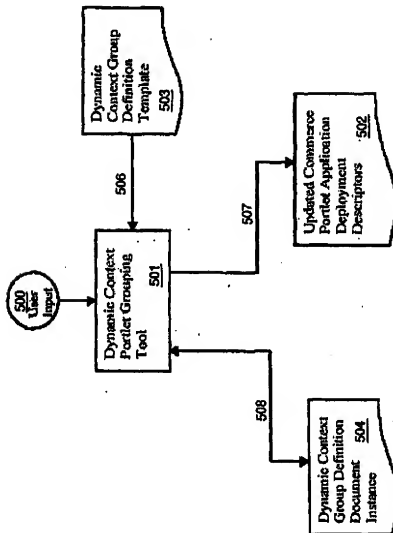 500
User
Input
Dynamic Context
Portlet Grouping
Tool
501
506
Dynamic
Context Group
Definition
Template
503
508
507
Dynamic Context
Group Definition
Document
504
Instance
Updated Commerce
Portlet Application
Deployment
Descriptors
502